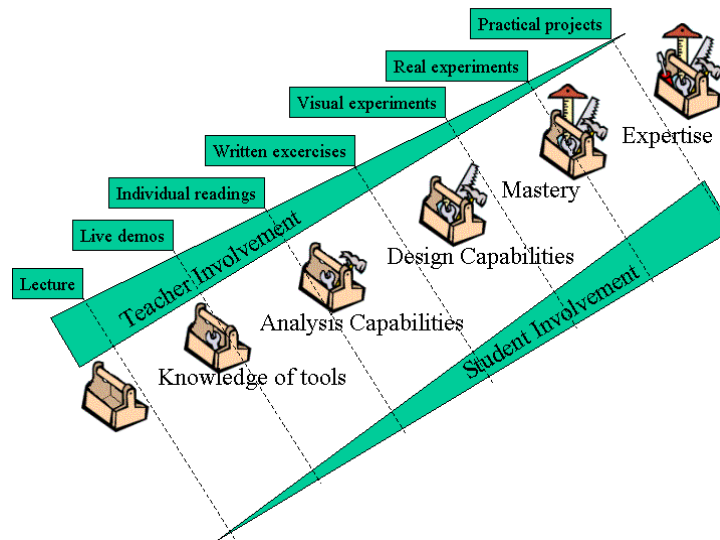 Practical projects
Real experiments
Visual experiments
Written excercises
Individual readings
Live demos
Lecture
Teacher Involvement
Expertise
Mastery
Design Capabilities
Analysis Capabilities
Knowledge of tools
Student Involvement